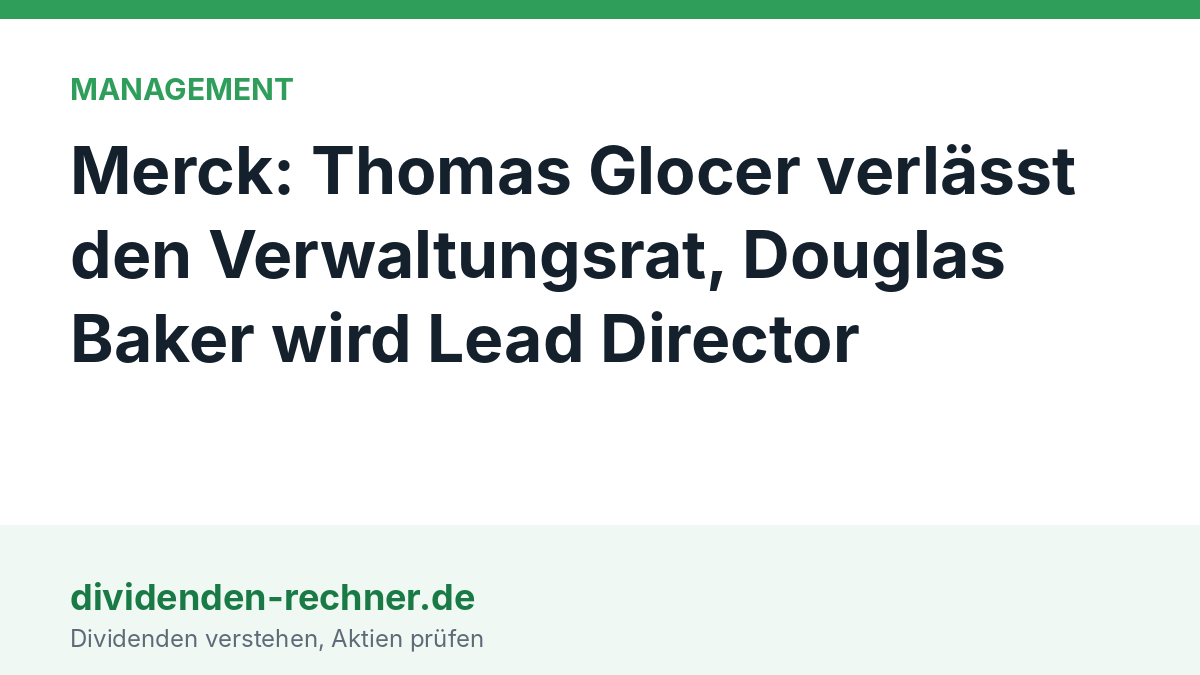 MANAGEMENT
Merck: Thomas Glocer verlässt
den Verwaltungsrat, Douglas
Baker wird Lead Director
dividenden-rechner.de
Dividenden verstehen, Aktien prüfen